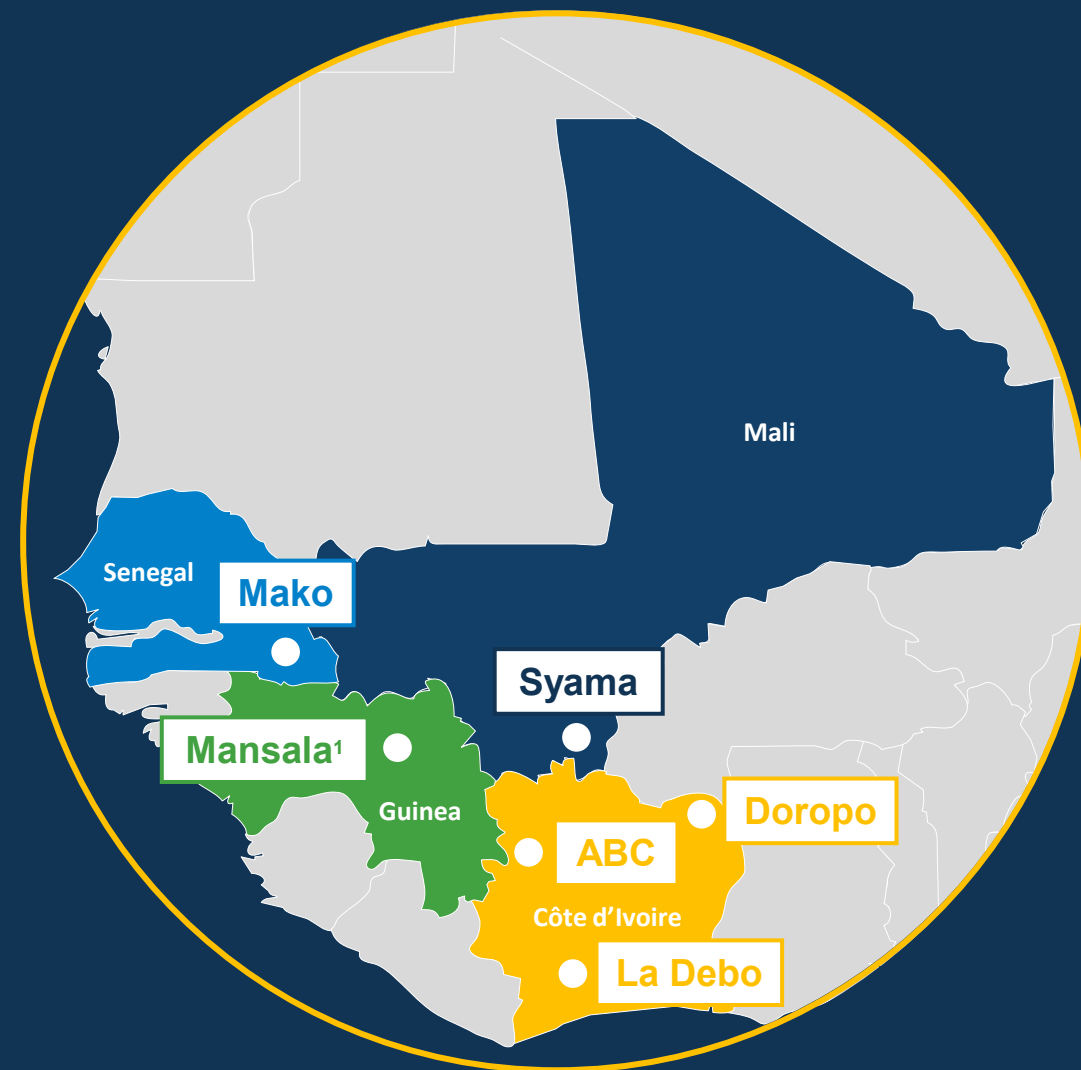 Mali
Senegal
Mako
Syama
Mansala¹
Guinea
Doropo
ABC
Côte d’Ivoire
La Debo